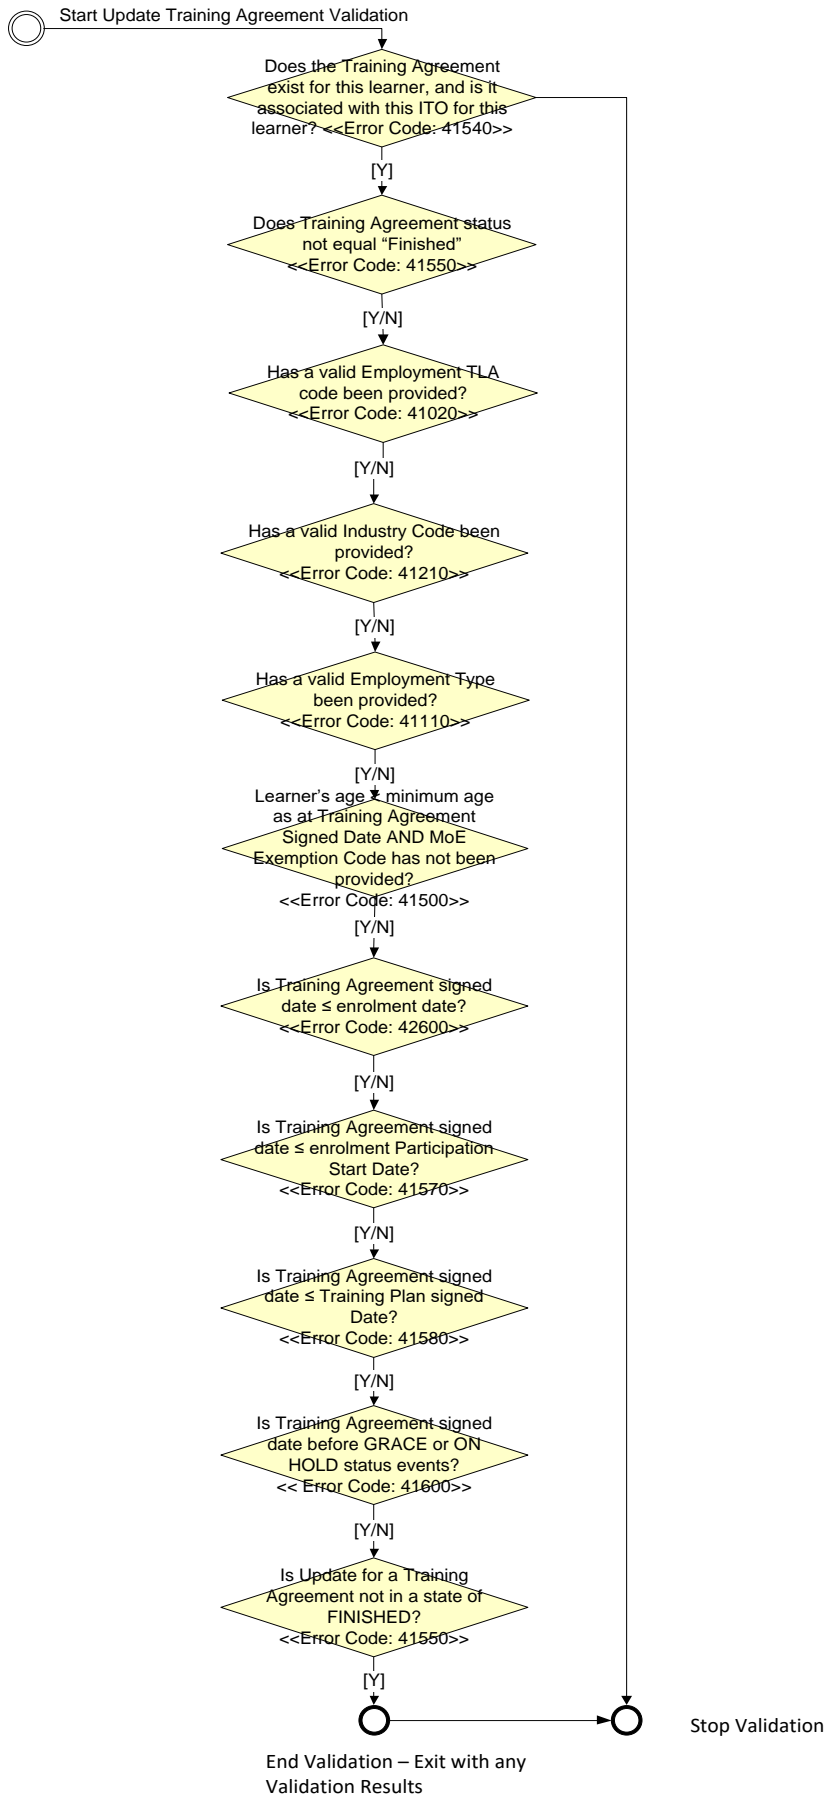 Start Update Training Agreement Validation
Does the Training Agreement
exist for this learner, and is it
associated with this ITO for this
learner? <<Error Code: 41540>>
[Y]
Does Training Agreement status
not equal “Finished”
<<Error Code: 41550>>
[Y/N]
Has a valid Employment TLA
code been provided?
<<Error Code: 41020>>
[Y/N]
Has a valid Industry Code been
provided?
<<Error Code: 41210>>
[Y/N]
Has a valid Employment Type
been provided?
<<Error Code: 41110>>
[Y/N]
Learner’s age < minimum age
as at Training Agreement
Signed Date AND MoE
Exemption Code has not been
provided?
<<Error Code: 41500>>
[Y/N]
Is Training Agreement signed
date ≤ enrolment date?
<<Error Code: 42600>>
[Y/N]
Is Training Agreement signed
date ≤ enrolment Participation
Start Date?
<<Error Code: 41570>>
[Y/N]
Is Training Agreement signed
date ≤ Training Plan signed
Date?
<<Error Code: 41580>>
[Y/N]
Is Training Agreement signed
date before GRACE or ON
HOLD status events?
<< Error Code: 41600>>
[Y/N]
Is Update for a Training
Agreement not in a state of
FINISHED?
<<Error Code: 41550>>
[Y]
Stop Validation
End Validation – Exit with any
Validation Results